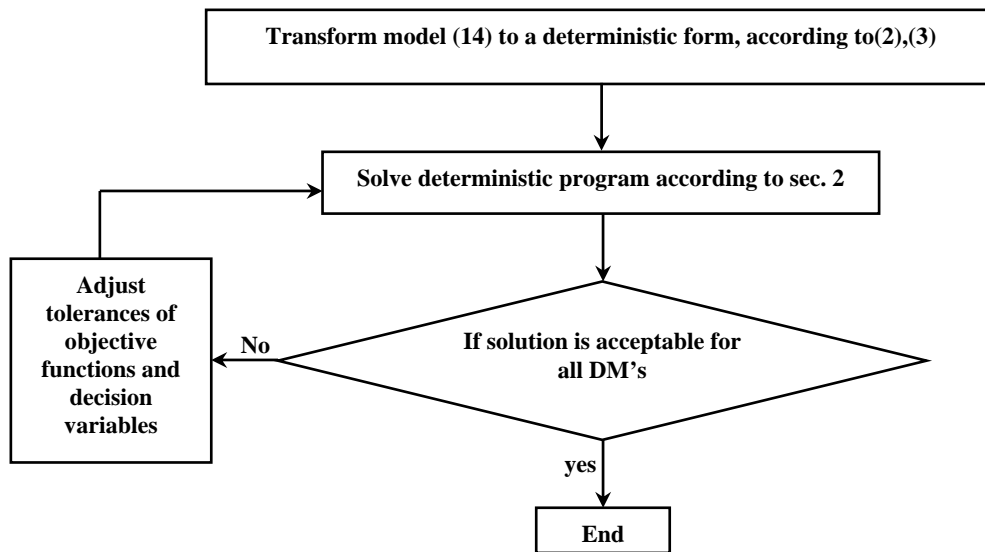 Transform model (14) to a deterministic form, according to(2),(3)
Solve deterministic program according to sec. 2
Adjust
tolerances of
objective
functions and
decision
variables
No
If solution is acceptable for
all DM’s
yes
End